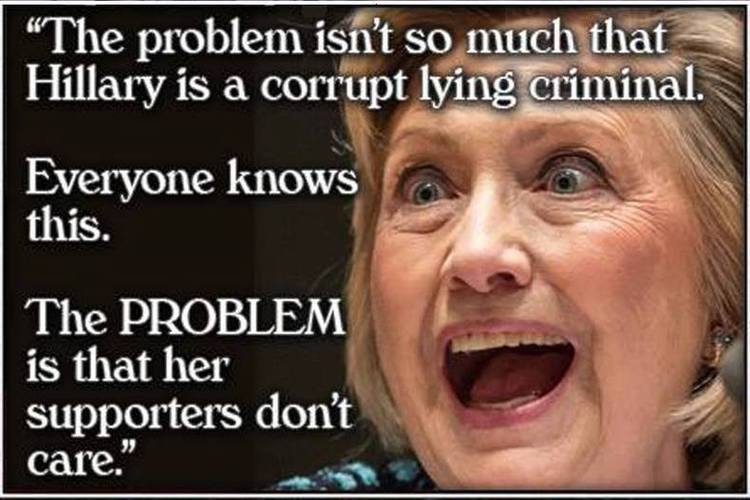 “The problem isn’t so much that
Hillary is a corrupt lying criminal.
Everyone knows
this.
The PROBLEM
is that her
supporters don’t
care.”